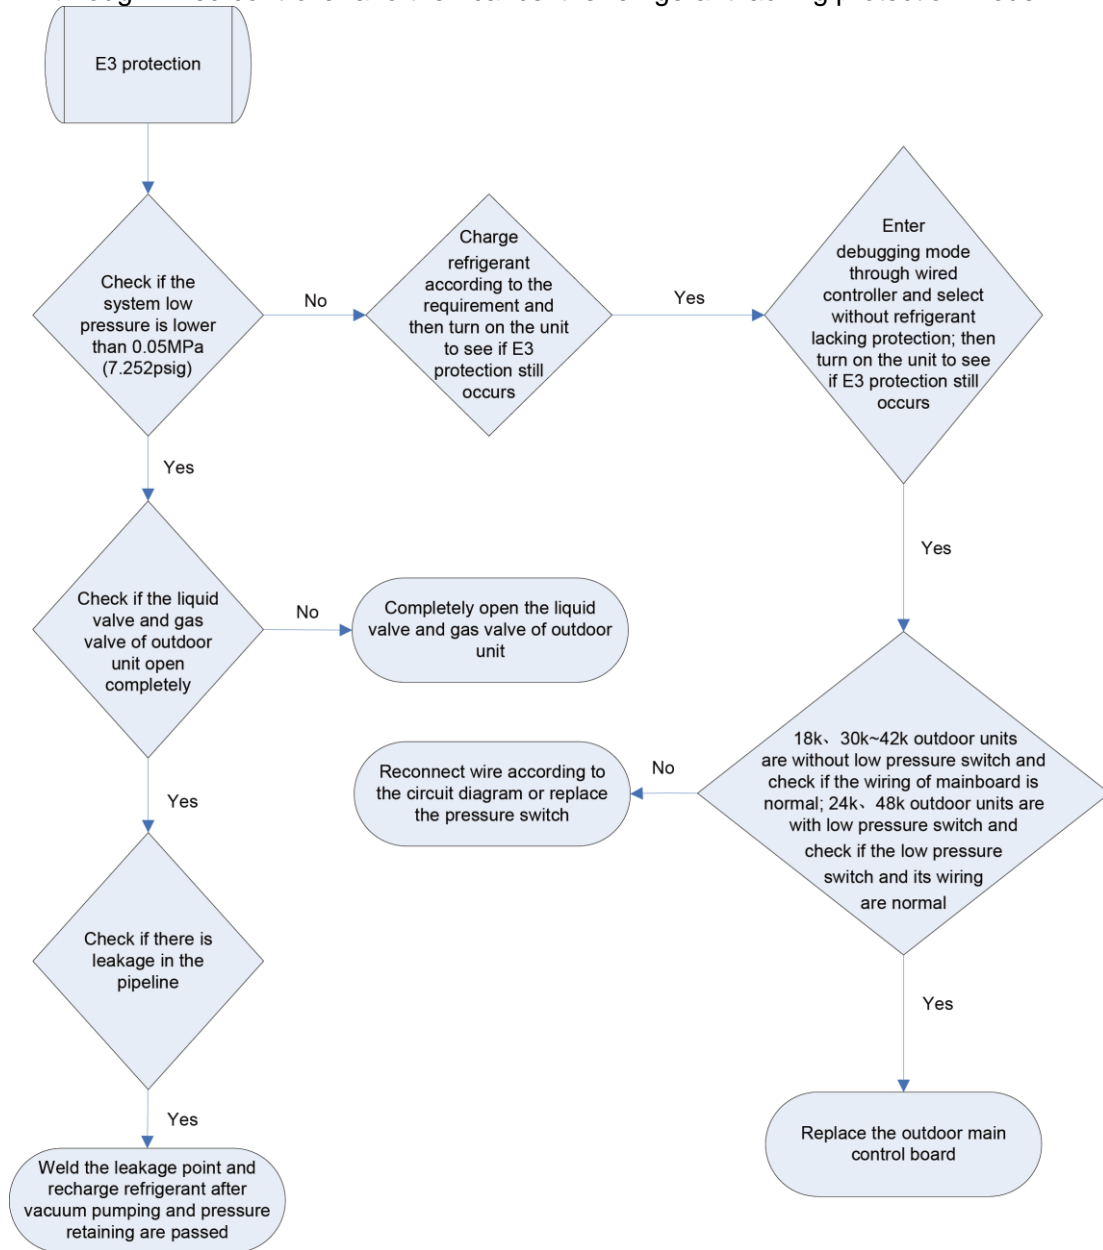 E3 protection
Check if the
system low
pressure is lower
than 0.05MPa
(7.252psig)
No
Charge
refrigerant
according to the
requirement and
then turn on the unit
to see if E3
protection still
occurs
Yes
Enter
debugging mode
through wired
controller and select
without refrigerant
lacking protection; then
turn on the unit to see
if E3 protection still
occurs
Yes
Yes
Check if the liquid
valve and gas
valve of outdoor
unit open
completely
No
Completely open the liquid
valve and gas valve of outdoor
unit
18k、30k~42k outdoor units
are without low pressure switch and
check if the wiring of mainboard is
normal; 24k、48k outdoor units are
with low pressure switch and
check if the low pressure
switch and its wiring
are normal
No
Reconnect wire according to
the circuit diagram or replace
the pressure switch
Yes
Check if there is
leakage in the
pipeline
Yes
Replace the outdoor main
control board
Yes
Weld the leakage point and
recharge refrigerant after
vacuum pumping and pressure
retaining are passed